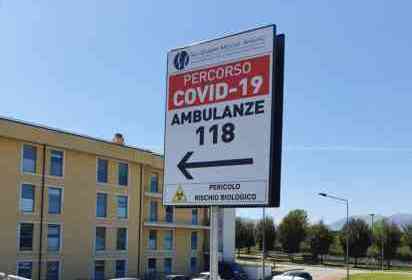 PERCORSO
COVID-19
AMBULANZE
118
PERICOLO
RISCHIO BIOLOGICO